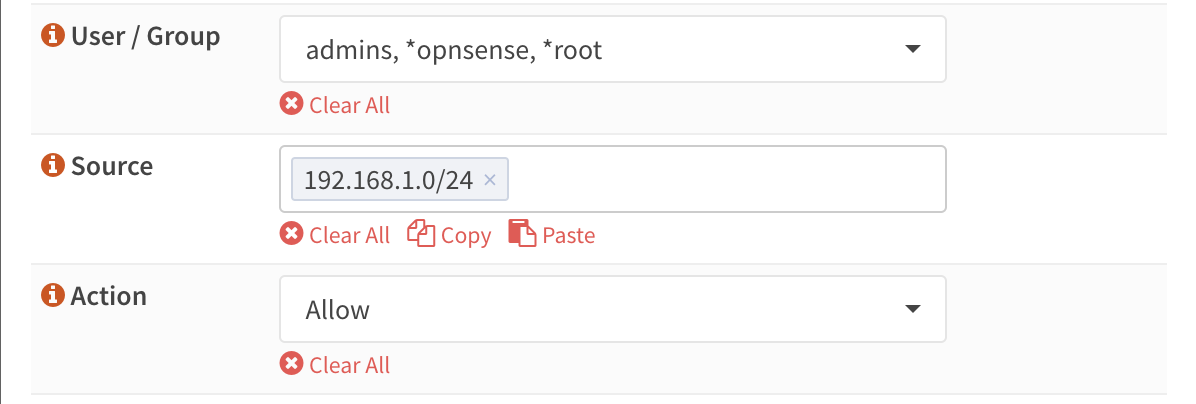 User / Group
admins, *opnsense, *root
Clear All
Source
192.168.1.0/24 ×
Clear All Copy Paste
Action
Allow
Clear All